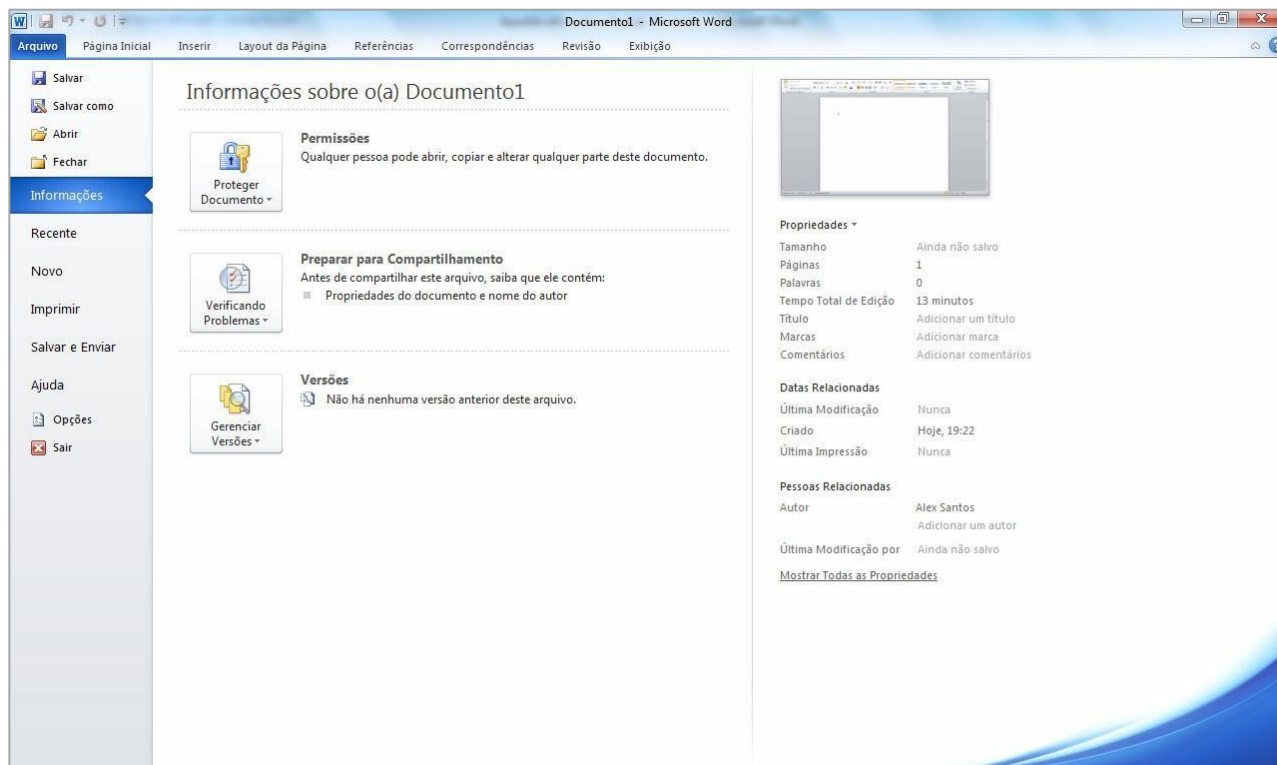 Documento1 - Microsoft Word
Arquivo Página Inicial Inserir Layout da Página Referências Correspondências Revisão Exibição
Salvar
Salvar como
Abrir
Fechar
Informações
Recente
Novo
Imprimir
Salvar e Enviar
Ajuda
Opções
Sair
Informações sobre o(a) Documento1
Proteger
Documento
Permissões
Qualquer pessoa pode abrir, copiar e alterar qualquer parte deste documento.
Verificando
Problemas
Preparar para Compartilhamento
Antes de compartilhar este arquivo, saiba que ele contém:
Propriedades do documento e nome do autor
Gerenciar
Versões
Versões
Não há nenhuma versão anterior deste arquivo.
Propriedades
Tamanho Ainda não salvo
Páginas 1
Palavras 0
Tempo Total de Edição 13 minutos
Título Adicionar um título
Marcas Adicionar marca
Comentários Adicionar comentários
Datas Relacionadas
Última Modificação Nunca
Criado Hoje, 19:22
Última Impressão Nunca
Pessoas Relacionadas
Autor Alex Santos
Adicionar um autor
Última Modificação por Ainda não salvo
Mostrar Todas as Propriedades